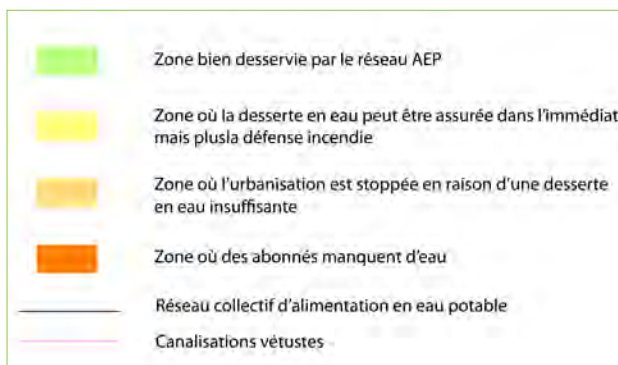 Zone bien desservie par le réseau AEP
Zone où la desserte en eau peut être assurée dans l'immédiat
mais plusla défense incendie
Zone où l'urbanisation est stoppée en raison d'une desserte
en eau insuffisante
Zone où des abonnés manquent d'eau
Réseau collectif d'alimentation en eau potable
Canalisations vétustes